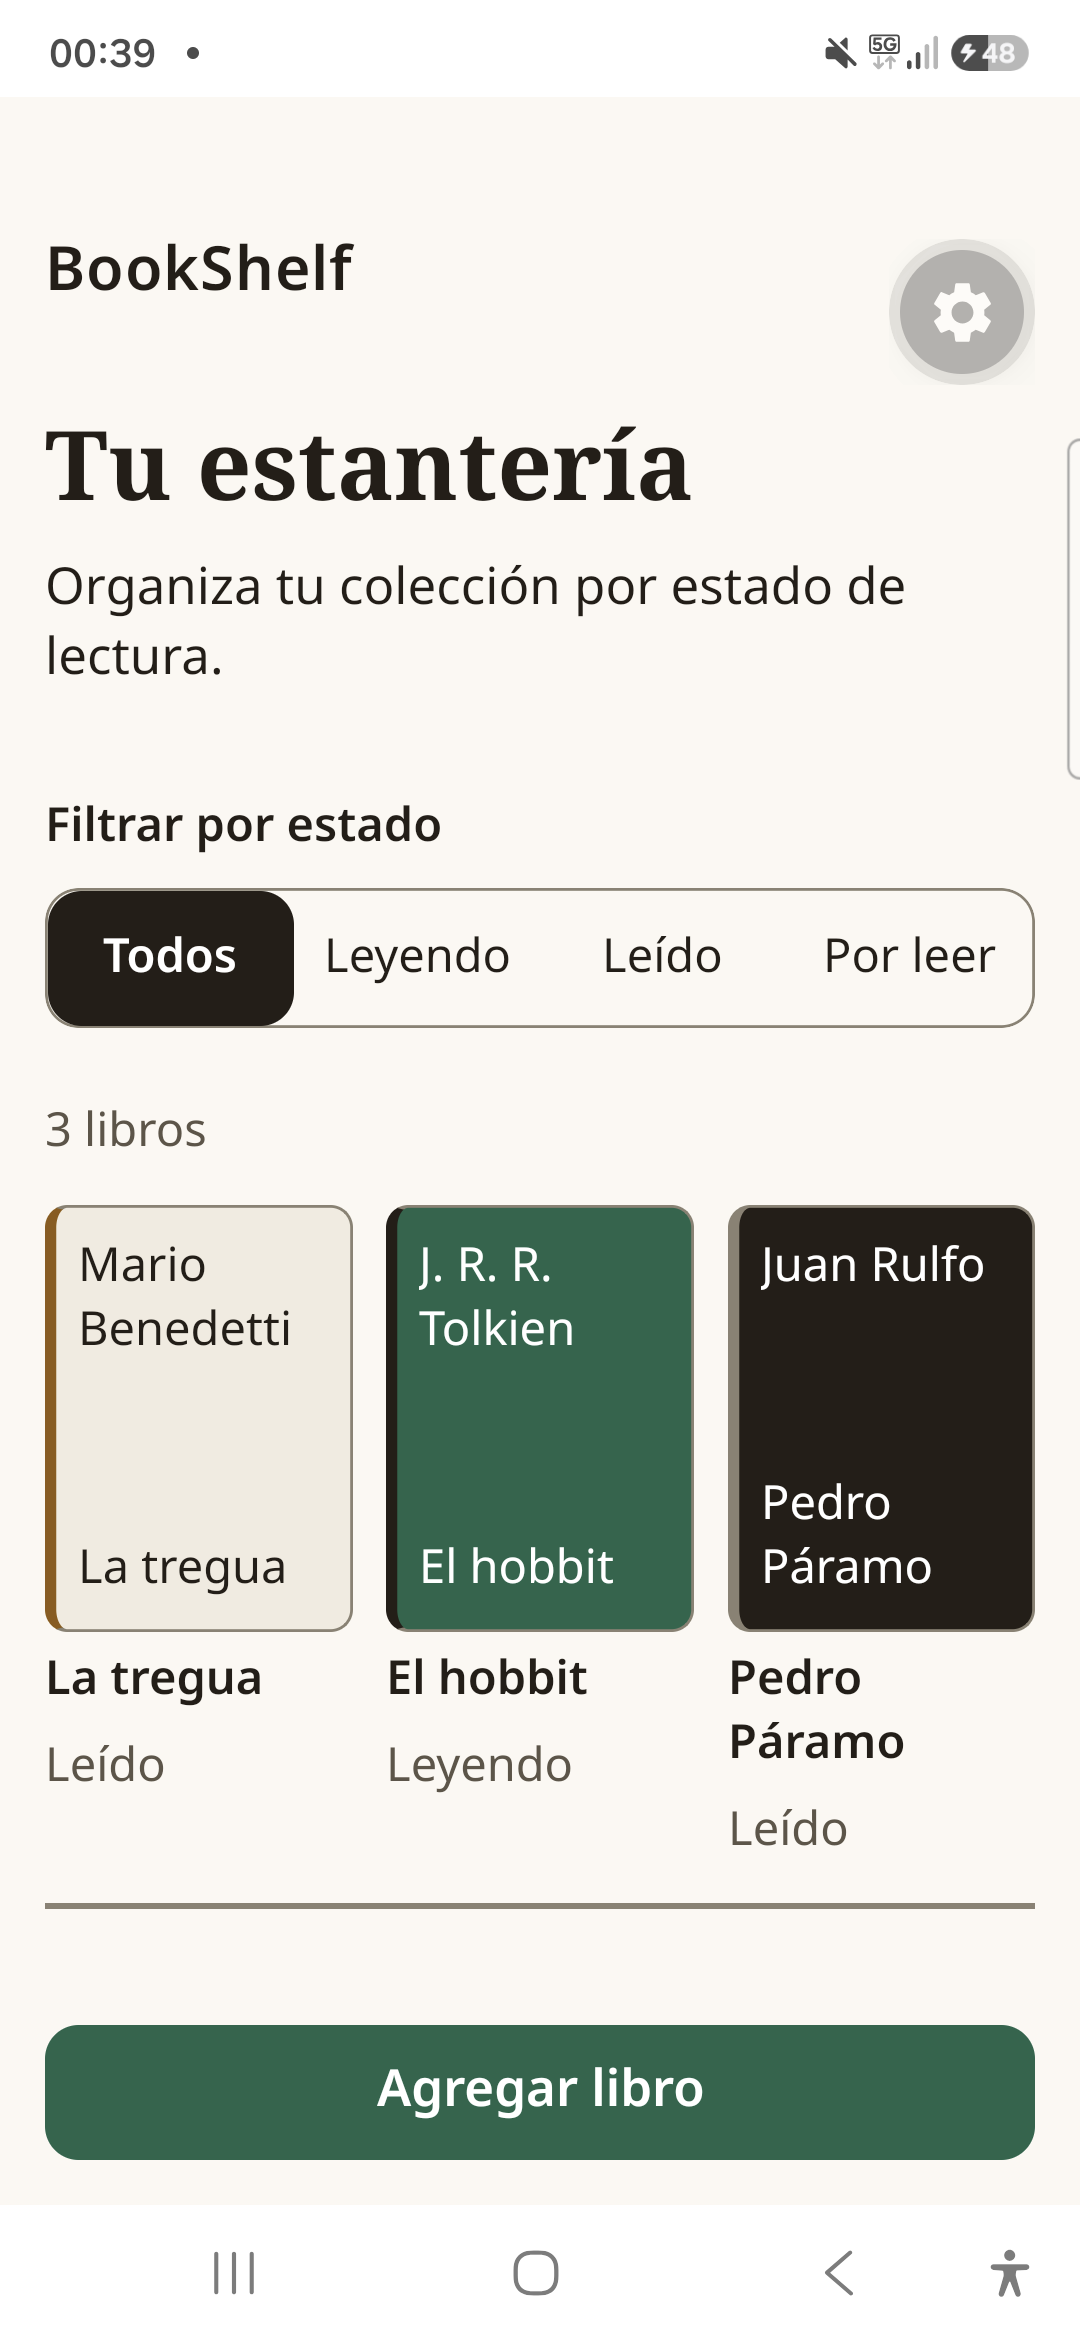 00:39
5G
48
BookShelf
Tu estantería
Organiza tu colección por estado de
lectura.
Filtrar por estado
Todos
Leyendo
Leído
Por leer
3 libros
Mario
Benedetti
La tregua
J. R. R.
Tolkien
El hobbit
Juan Rulfo
Pedro
Páramo
La tregua
Leído
El hobbit
Leyendo
Pedro
Páramo
Leído
Agregar libro